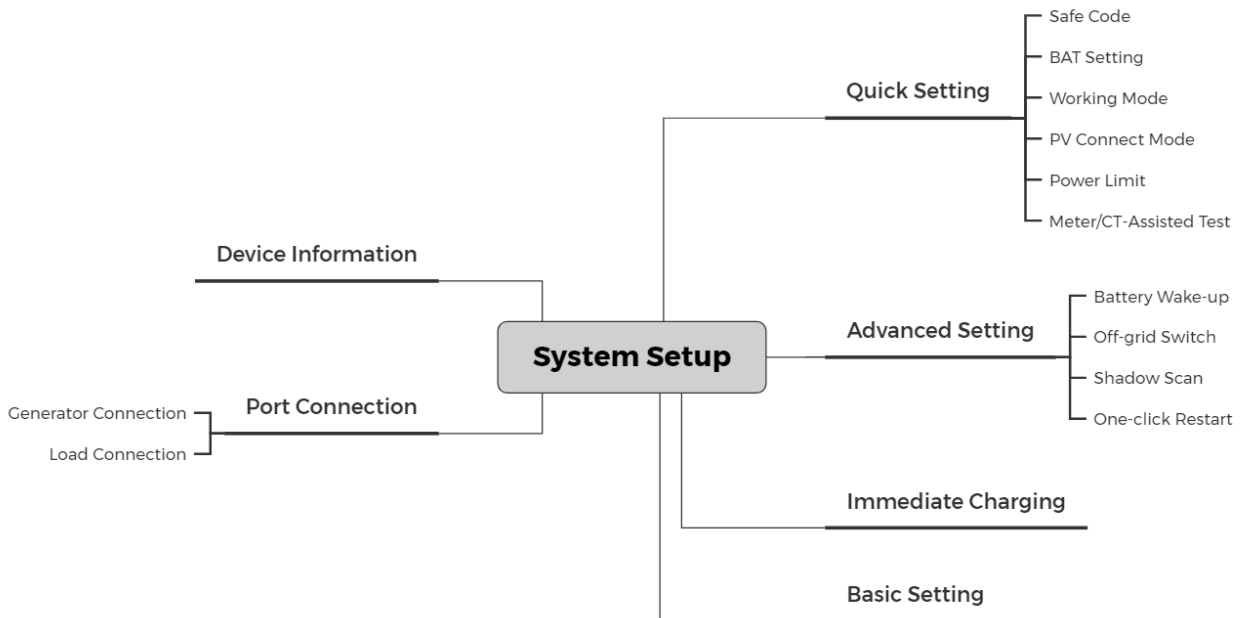 System Setup
Quick Setting
Safe Code
BAT Setting
Working Mode
PV Connect Mode
Power Limit
Meter/CT-Assisted Test
Advanced Setting
Battery Wake-up
Off-grid Switch
Shadow Scan
One-click Restart
Immediate Charging
Basic Setting
Device Information
Port Connection
Generator Connection
Load Connection